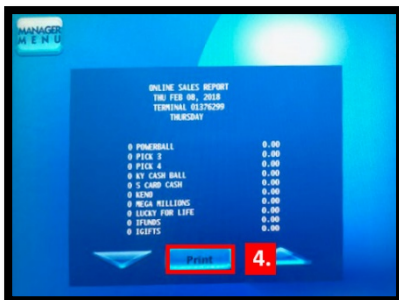 MANAGER
MENU
ONLINE SALES REPORT
THU FEB 08, 2018
TERMINAL 01376299
THURSDAY
0 POWERBALL 0.00
0 PICK 3 0.00
0 PICK 4 0.00
0 KY CASH BALL 0.00
0 5 CARD CASH 0.00
0 KENO 0.00
0 MEGA MILLIONS 0.00
0 LUCKY FOR LIFE 0.00
0 IFUNDS 0.00
0 IGIFTS 0.00
Print
4.